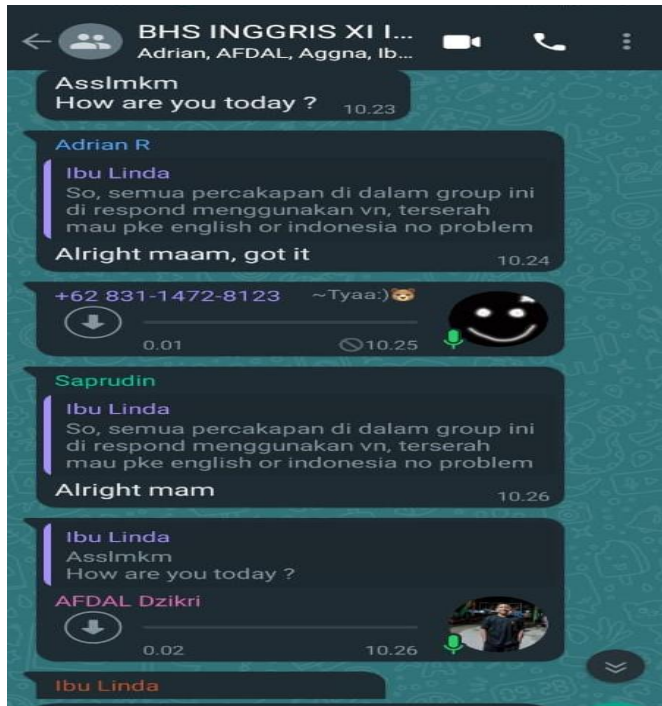 BHS INGGRIS XI I...
Adrian, AFDAL, Aggna, Ib...
Asslmkm
How are you today ?
10.23
Adrian R
Ibu Linda
So, semua percakapan di dalam group ini
di respond menggunakan vn, terserah
mau pke english or indonesia no problem
Alright maam, got it
10.24
+62 831-1472-8123 ~Tyaa:)🐯
0.01 10.25
Saprudin
Ibu Linda
So, semua percakapan di dalam group ini
di respond menggunakan vn, terserah
mau pke english or indonesia no problem
Alright mam
10.26
Ibu Linda
Asslmkm
How are you today ?
AFDAL Dzikri
0.02 10.26
Ibu Linda